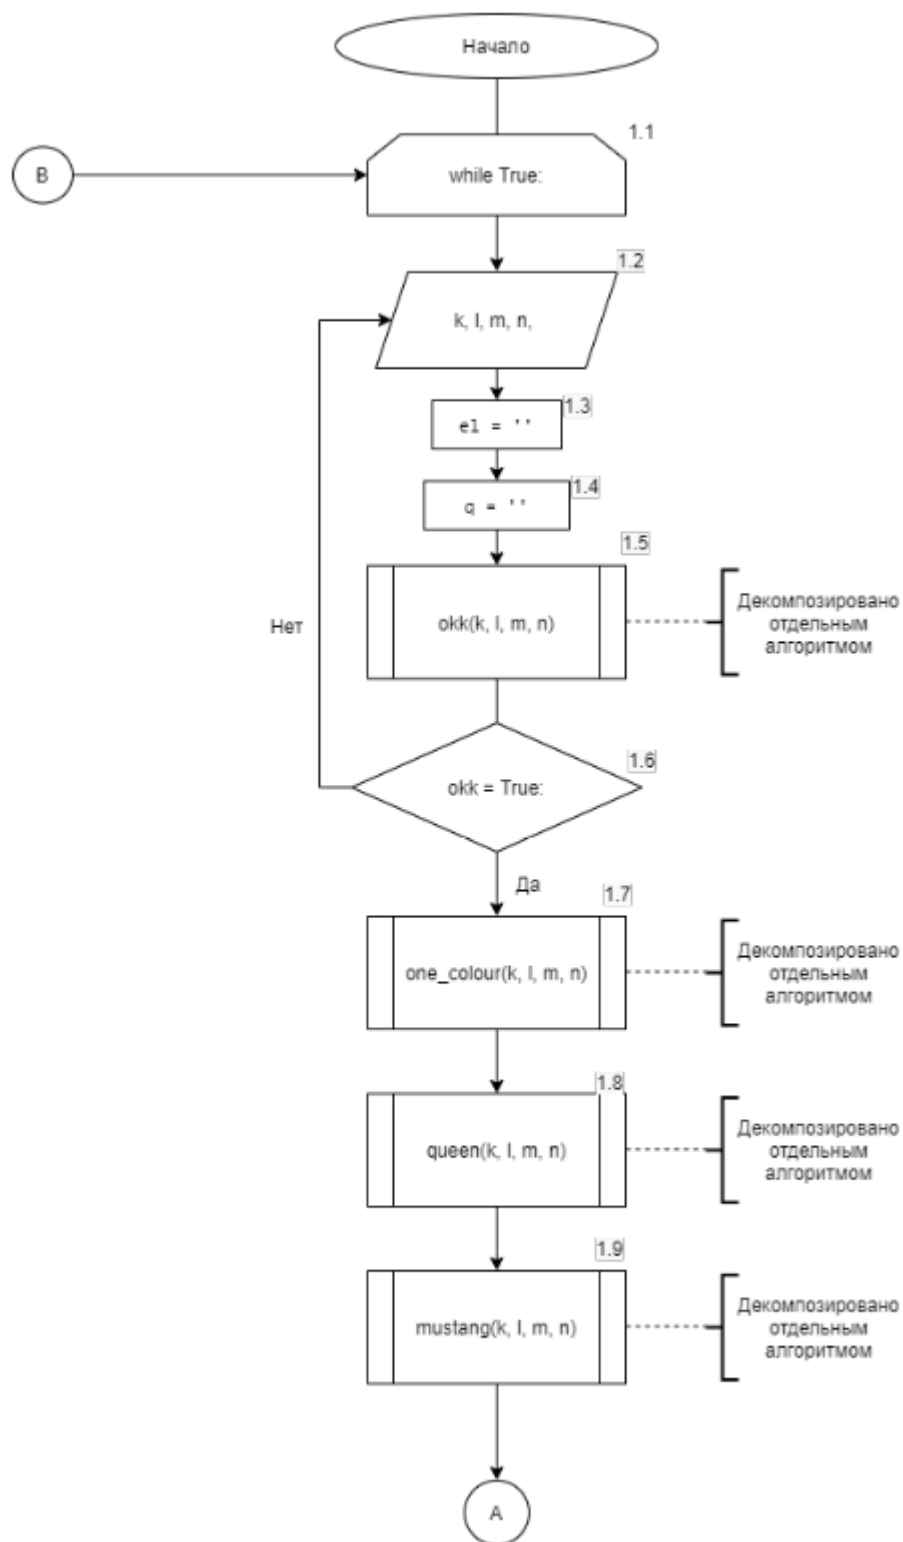 Начало
1.1
B
while True:
1.2
k, l, m, n,
1.3
el = ''
1.4
q = ''
1.5
okk(k, l, m, n)
Декомпозировано
отдельным
алгоритмом
Нет
1.6
okk = True:
Да
1.7
one_colour(k, l, m, n)
Декомпозировано
отдельным
алгоритмом
1.8
queen(k, l, m, n)
Декомпозировано
отдельным
алгоритмом
1.9
mustang(k, l, m, n)
Декомпозировано
отдельным
алгоритмом
A